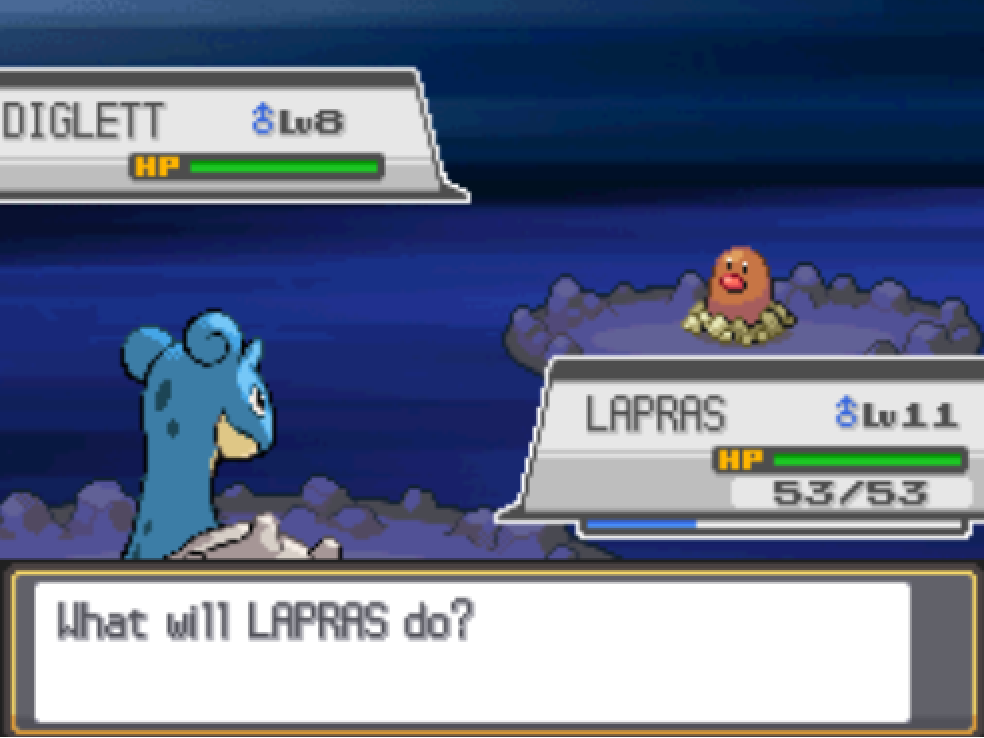 DIGLETT ♂Lv8
HP
LAPRAS ♂Lv11
HP
53/53
What will LAPRAS do?